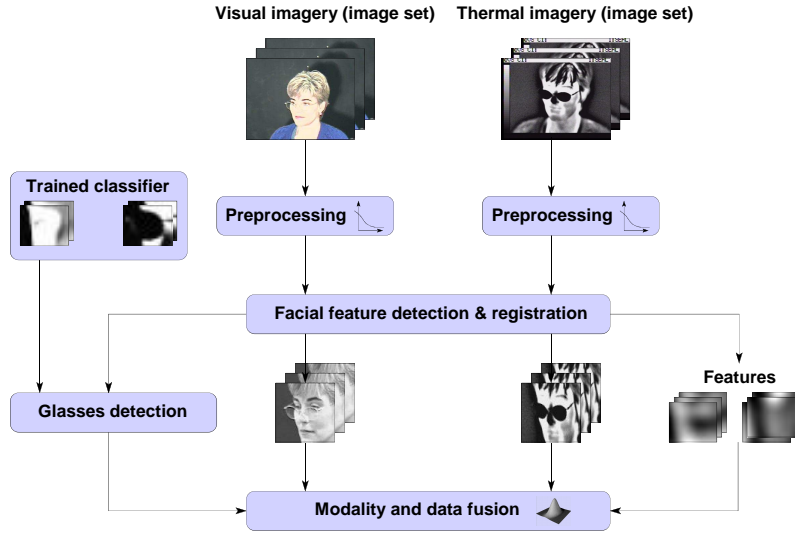 Visual imagery (image set)
Thermal imagery (image set)
Trained classifier
Preprocessing
Preprocessing
Facial feature detection & registration
Features
Glasses detection
Modality and data fusion